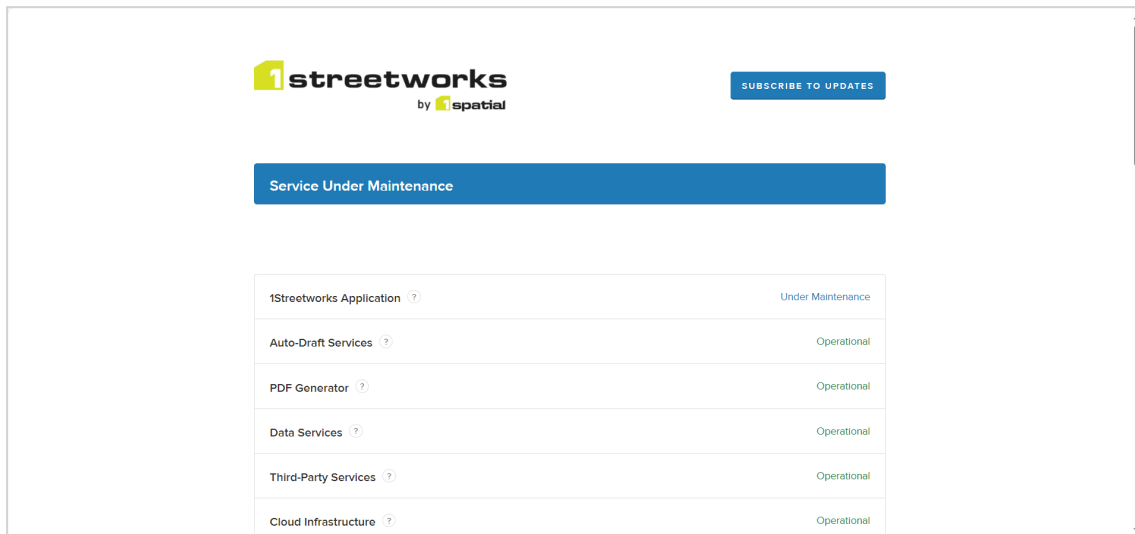 1streetworks
by 1spatial
SUBSCRIBE TO UPDATES
Service Under Maintenance
1Streetworks Application ? Under Maintenance
Auto-Draft Services ? Operational
PDF Generator ? Operational
Data Services ? Operational
Third-Party Services ? Operational
Cloud Infrastructure ? Operational